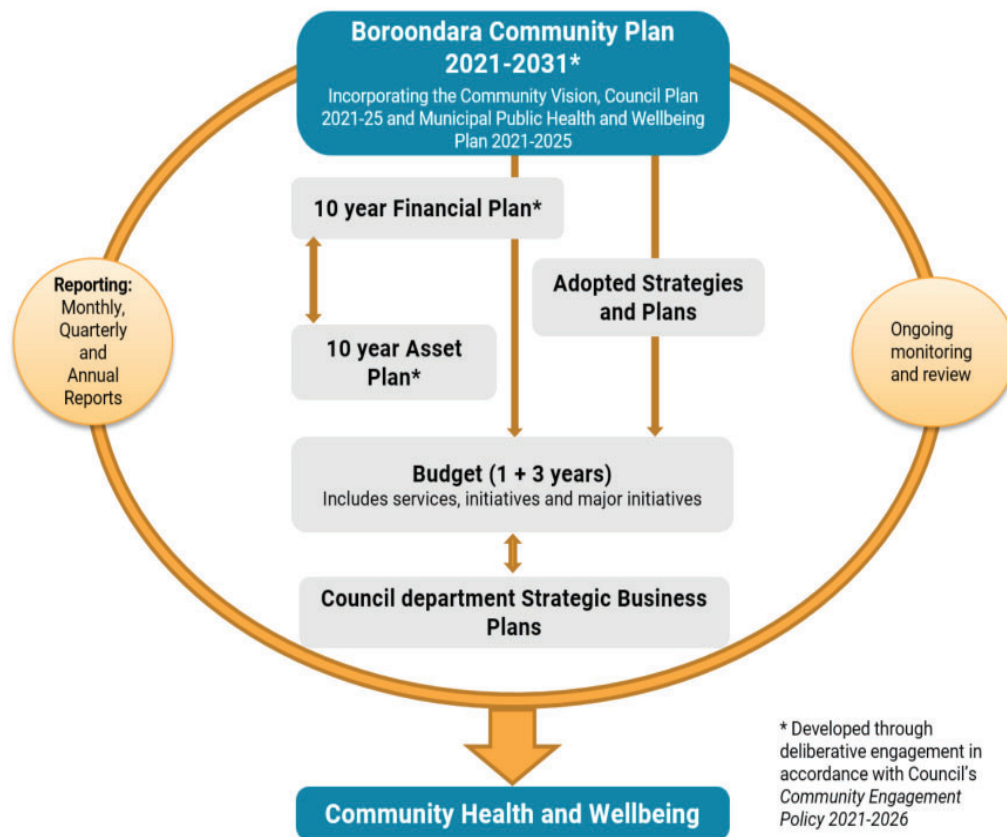 Boroondara Community Plan
2021-2031*
Incorporating the Community Vision, Council Plan
2021-25 and Municipal Public Health and Wellbeing
Plan 2021-2025
10 year Financial Plan*
Adopted Strategies
and Plans
Reporting:
Monthly,
Quarterly
and
Annual
Reports
10 year Asset
Plan*
Ongoing
monitoring
and review
Budget (1 + 3 years)
Includes services, initiatives and major initiatives
Council department Strategic Business
Plans
* Developed through
deliberative engagement in
accordance with Council's
Community Engagement
Policy 2021-2026
Community Health and Wellbeing